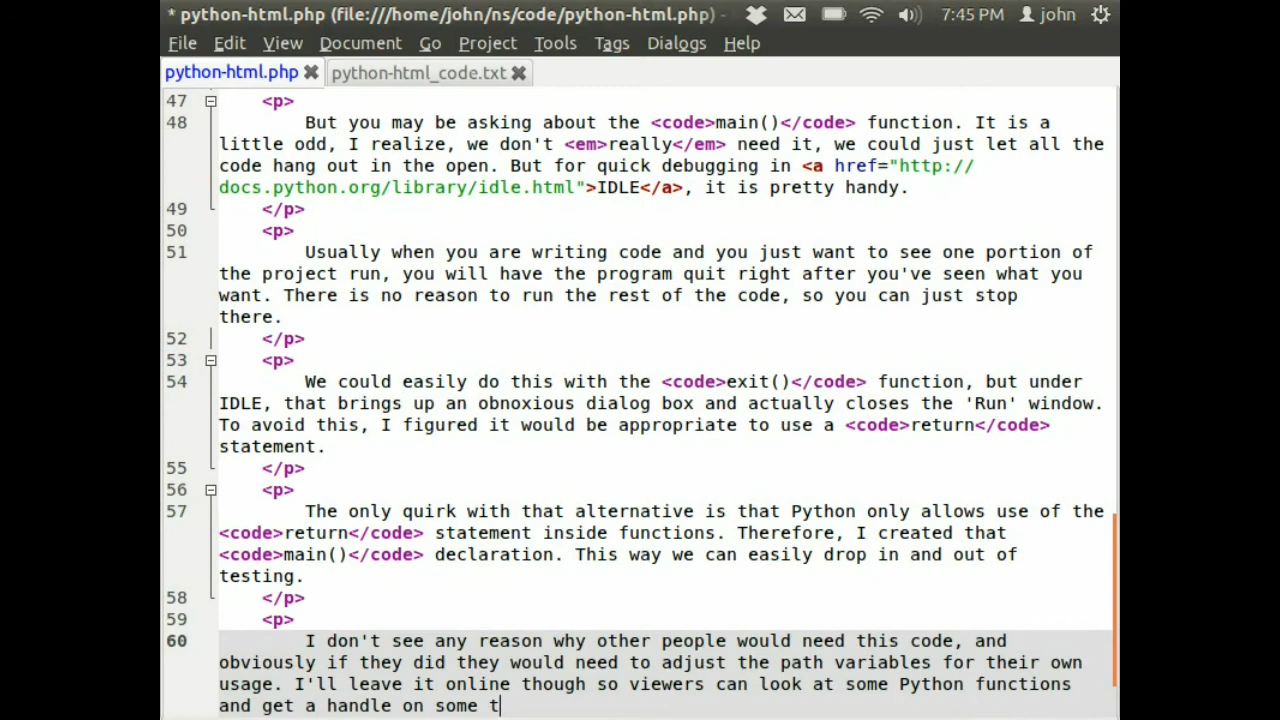 * python-html.php (file:///home/john/ns/code/python-html.php) - 7:45 PM john
File Edit View Document Go Project Tools Tags Dialogs Help
python-html.php python-html_code.txt
47 <p>
48 But you may be asking about the <code>main()</code> function. It is a
little odd, I realize, we don't <em>really</em> need it, we could just let all the
code hang out in the open. But for quick debugging in <a href="http://
docs.python.org/library/idle.html">IDLE</a>, it is pretty handy.
49 </p>
50 <p>
51 Usually when you are writing code and you just want to see one portion of
the project run, you will have the program quit right after you've seen what you
want. There is no reason to run the rest of the code, so you can just stop
there.
52 </p>
53 <p>
54 We could easily do this with the <code>exit()</code> function, but under
IDLE, that brings up an obnoxious dialog box and actually closes the 'Run' window.
To avoid this, I figured it would be appropriate to use a <code>return</code>
statement.
55 </p>
56 <p>
57 The only quirk with that alternative is that Python only allows use of the
<code>return</code> statement inside functions. Therefore, I created that
<code>main()</code> declaration. This way we can easily drop in and out of
testing.
58 </p>
59 <p>
60 I don't see any reason why other people would need this code, and
obviously if they did they would need to adjust the path variables for their own
usage. I'll leave it online though so viewers can look at some Python functions
and get a handle on some t